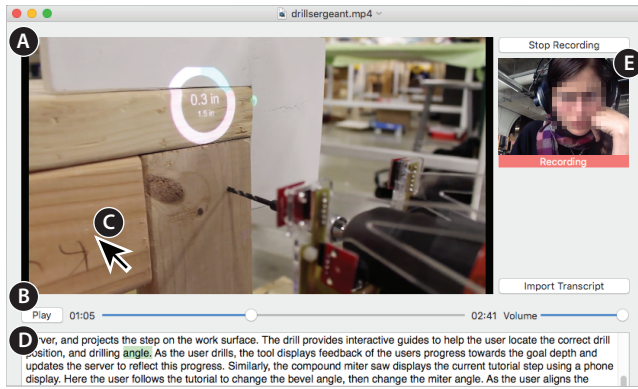 drillsergeant.mp4
A
0.3 in
1.5 in
Stop Recording
E
Recording
C
Import Transcript
B
Play 01:05 02:41 Volume
D
server, and projects the step on the work surface. The drill provides interactive guides to help the user locate the correct drill
position, and drilling angle. As the user drills, the tool displays feedback of the users progress towards the goal depth and
updates the server to reflect this progress. Similarly, the compound miter saw displays the current tutorial step using a phone
display. Here the user follows the tutorial to change the bevel angle, then change the miter angle. As the user aligns the